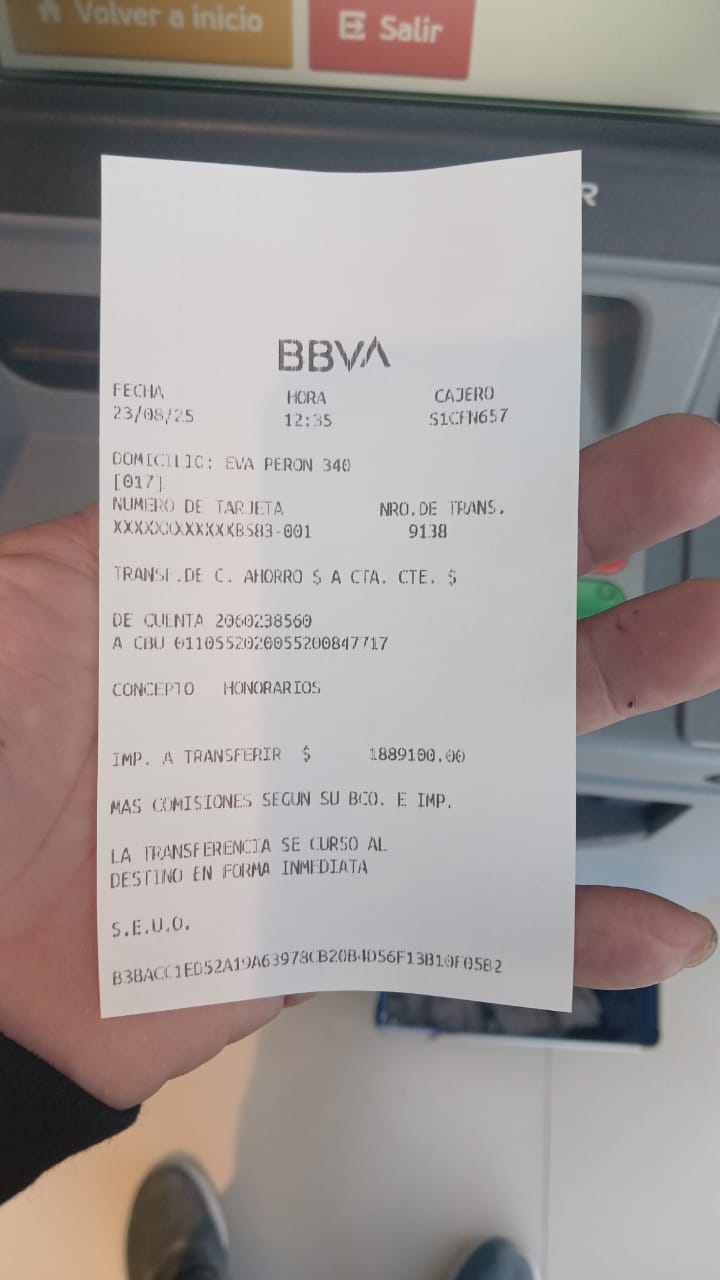 Volver a inicio
Salir
R
BBVA
FECHA HORA CAJERO
23/08/25 12:35 S1CFN657
DOMICILIO: EVA PERON 340
[017]
NUMERO DE TARJETA NRO.DE TRANS.
XXXXXXXXXXXX8583-001 9138
TRANSF.DE C. AHORRO $ A CTA. CTE. $
DE CUENTA 2060238560
A CBU 0110552020055200847717
CONCEPTO HONORARIOS
IMP. A TRANSFERIR $ 1889100.00
MAS COMISIONES SEGUN SU BCO. E IMP.
LA TRANSFERENCIA SE CURSO AL
DESTINO EN FORMA INMEDIATA
S.E.U.O.
B3BACC1ED52A19A63978CB20B4D56F13B10F05B2